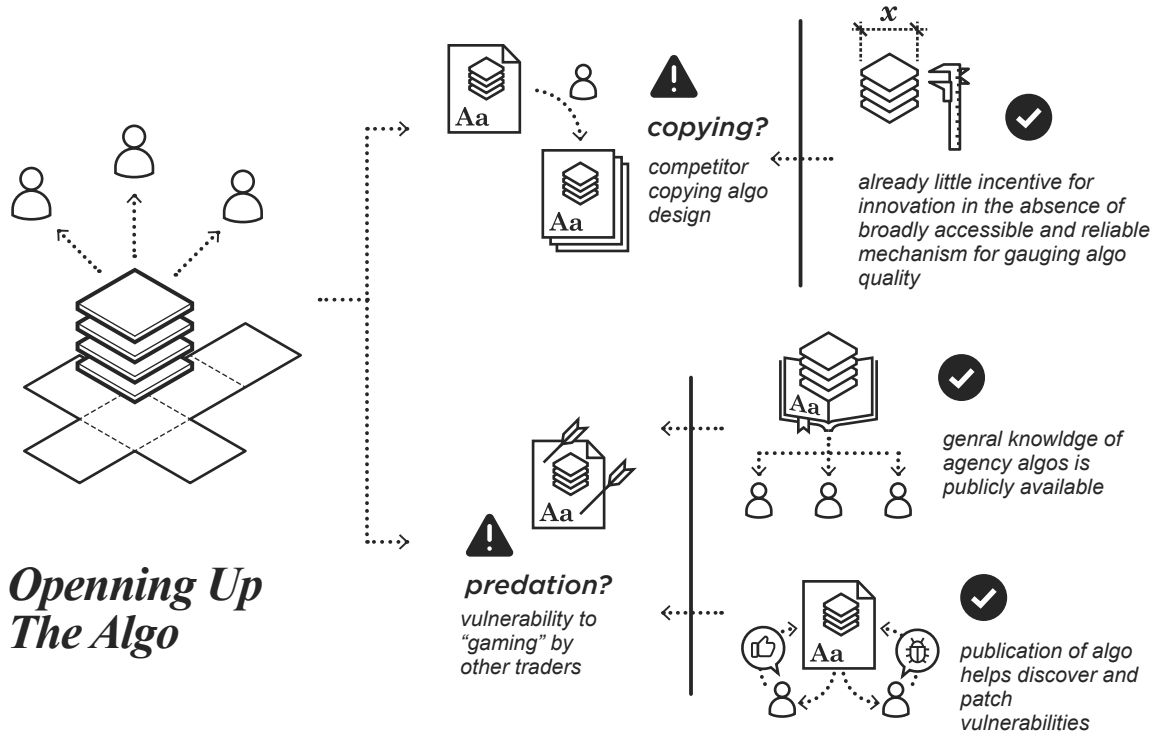 Openning Up
The Algo
Aa
Aa
copying?
competitor
copying algo
design
x
already little incentive for
innovation in the absence of
broadly accessible and reliable
mechanism for gauging algo
quality
Aa
predation?
vulnerability to
“gaming” by
other traders
Aa
genral knowldge of
agency algos is
publicly available
Aa
publication of algo
helps discover and
patch
vulnerabilities